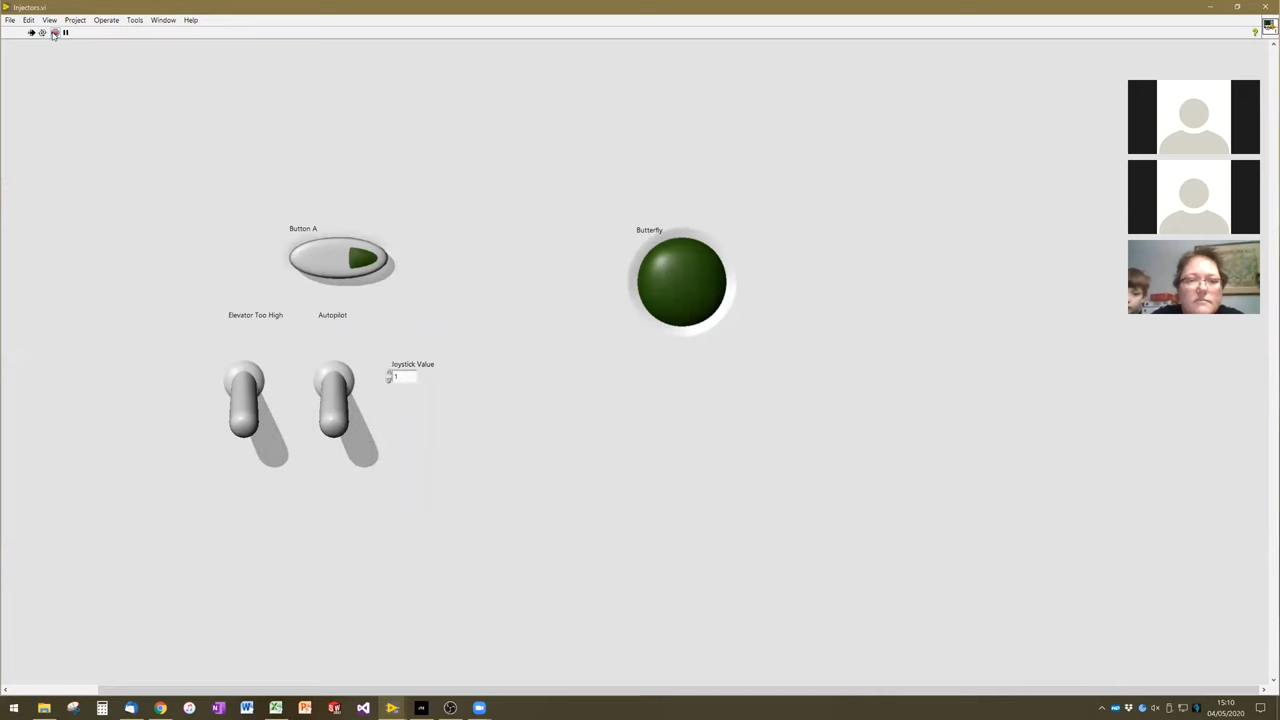 Injectors.vi
File Edit View Project Operate Tools Window Help
Button A
Butterfly
Elevator Too High Autopilot
Joystick Value
1
15:10
04/05/2020